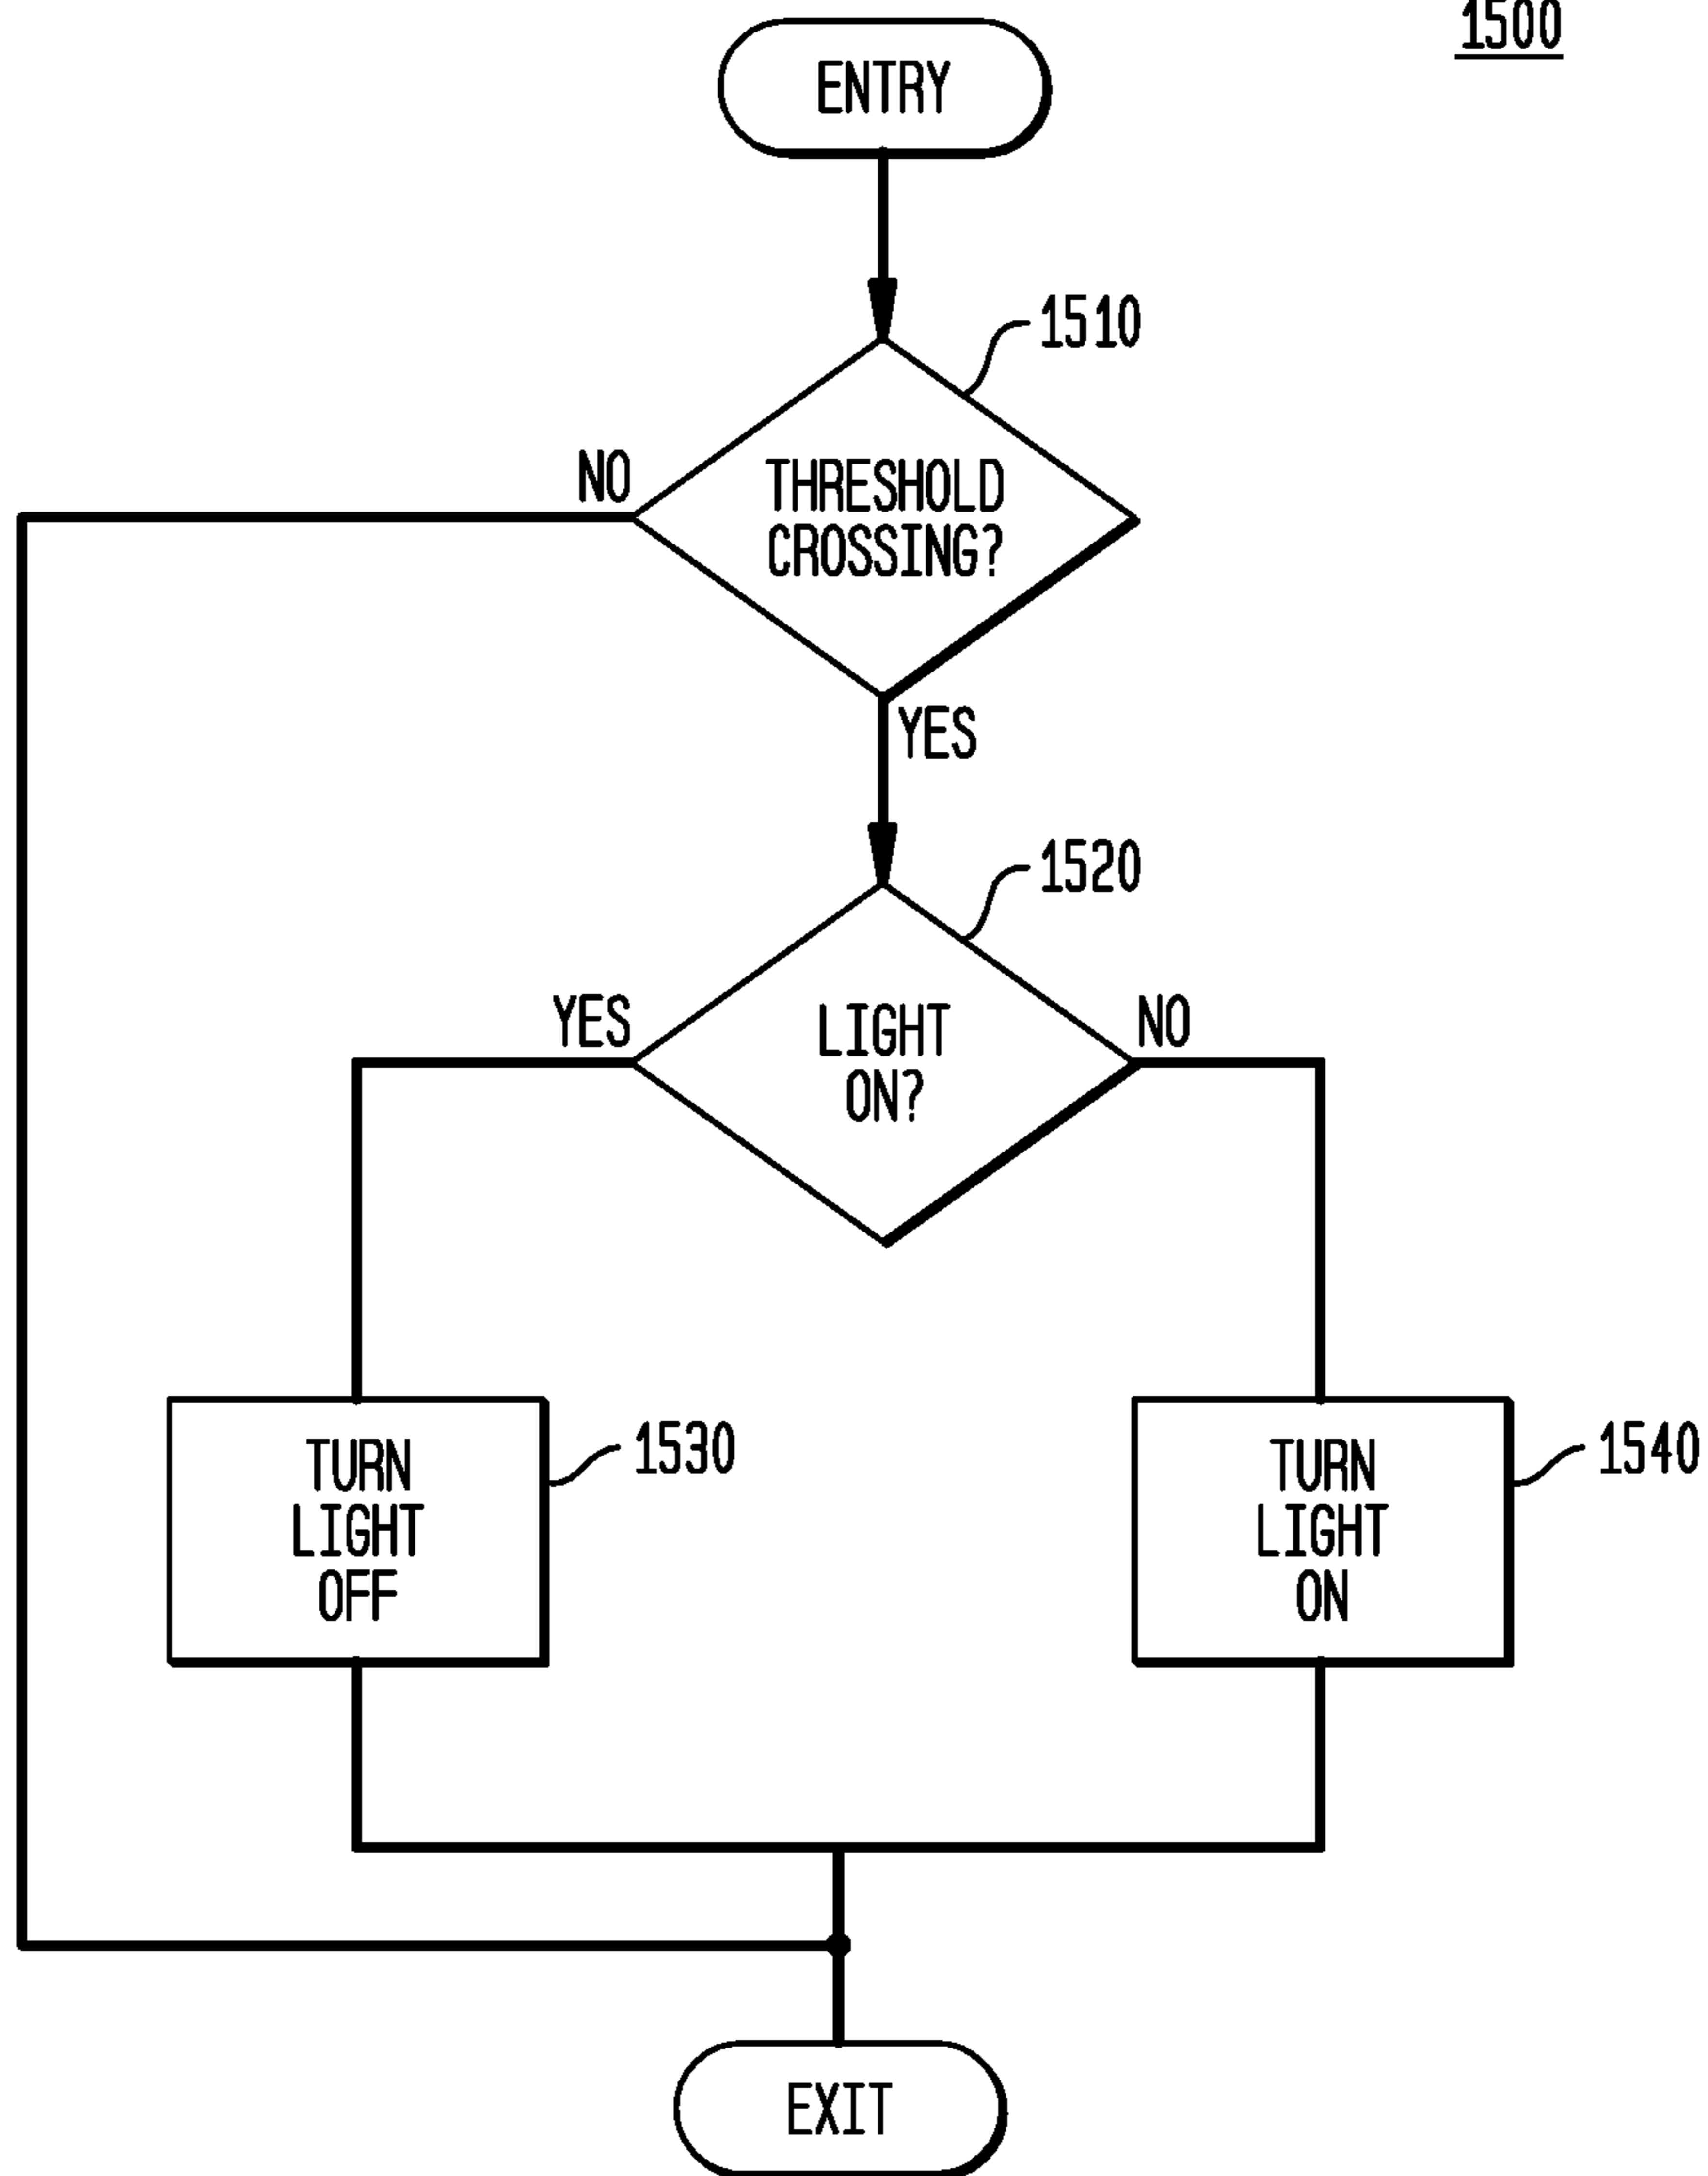 1500
ENTRY
1510
NO
THRESHOLD
CROSSING?
YES
1520
YES
LIGHT
ON?
NO
TURN
LIGHT
OFF
1530
TURN
LIGHT
ON
1540
EXIT